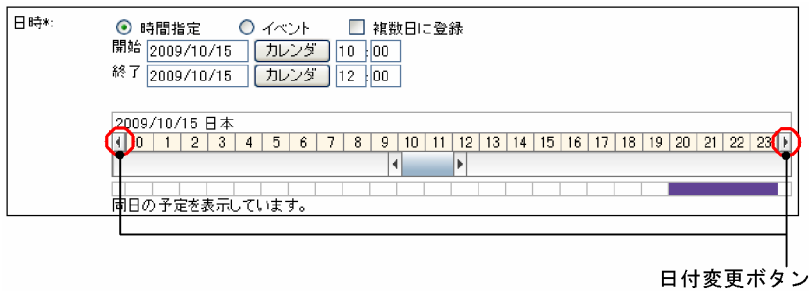 日時*:
時間指定 イベント 複数日に登録
開始 2009/10/15 カレンダ 10 : 00
終了 2009/10/15 カレンダ 12 : 00
2009/10/15 日本
0 1 2 3 4 5 6 7 8 9 10 11 12 13 14 15 16 17 18 19 20 21 22 23
同日の予定を表示しています。
日付変更ボタン